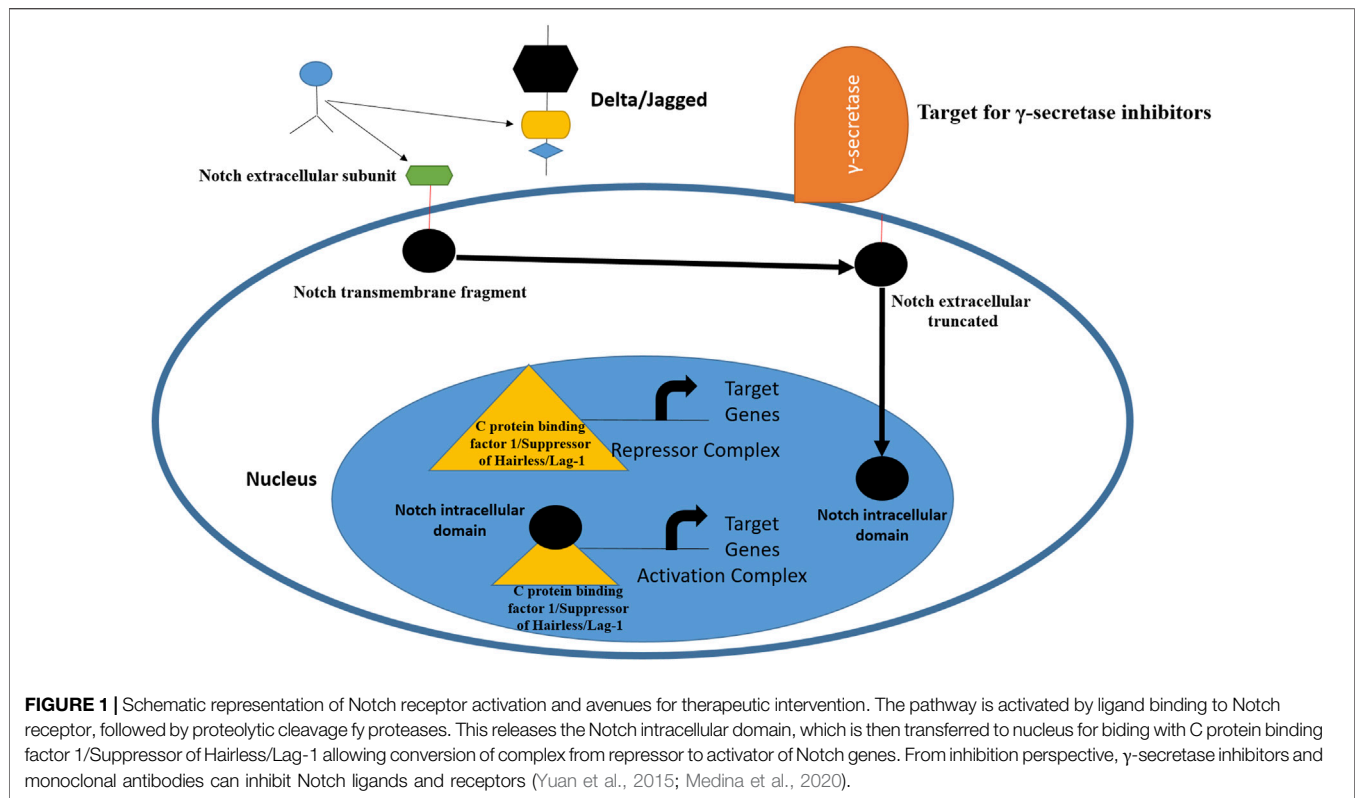 Delta/Jagged
γ-secretase
Target for γ-secretase inhibitors
Notch extracellular subunit
Notch transmembrane fragment
Notch extracellular
truncated
Target
Genes
C protein binding
factor 1/Suppressor
of Hairless/Lag-1
Repressor Complex
Nucleus
Notch intracellular
domain
Target
Genes
Activation Complex
Notch intracellular
domain
C protein binding
factor 1/Suppressor
of Hairless/Lag-1
FIGURE 1 | Schematic representation of Notch receptor activation and avenues for therapeutic intervention. The pathway is activated by ligand binding to Notch
receptor, followed by proteolytic cleavage fy proteases. This releases the Notch intracellular domain, which is then transferred to nucleus for biding with C protein binding
factor 1/Suppressor of Hairless/Lag-1 allowing conversion of complex from repressor to activator of Notch genes. From inhibition perspective, γ-secretase inhibitors and
monoclonal antibodies can inhibit Notch ligands and receptors (Yuan et al., 2015; Medina et al., 2020).